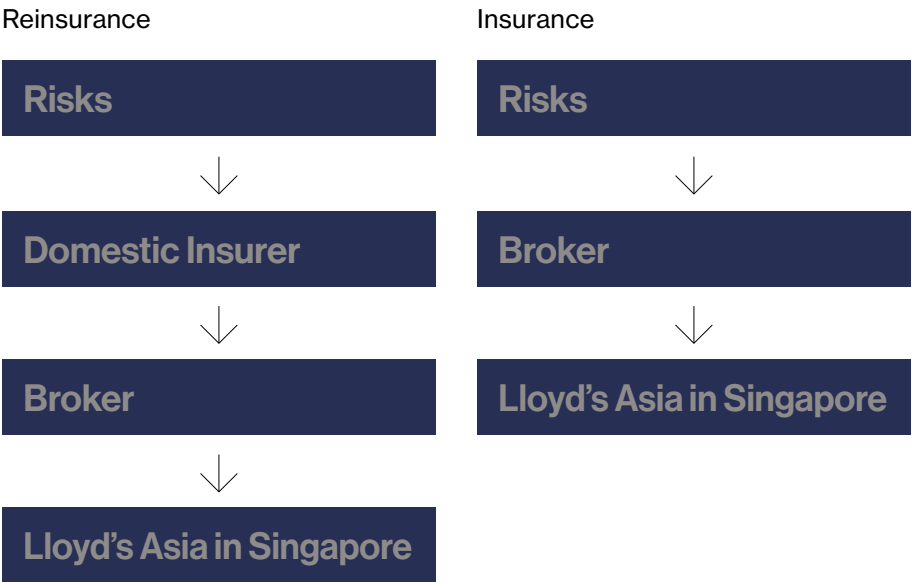 Reinsurance
Risks
Domestic Insurer
Broker
Lloyd’s Asia in Singapore
Insurance
Risks
Broker
Lloyd’s Asia in Singapore